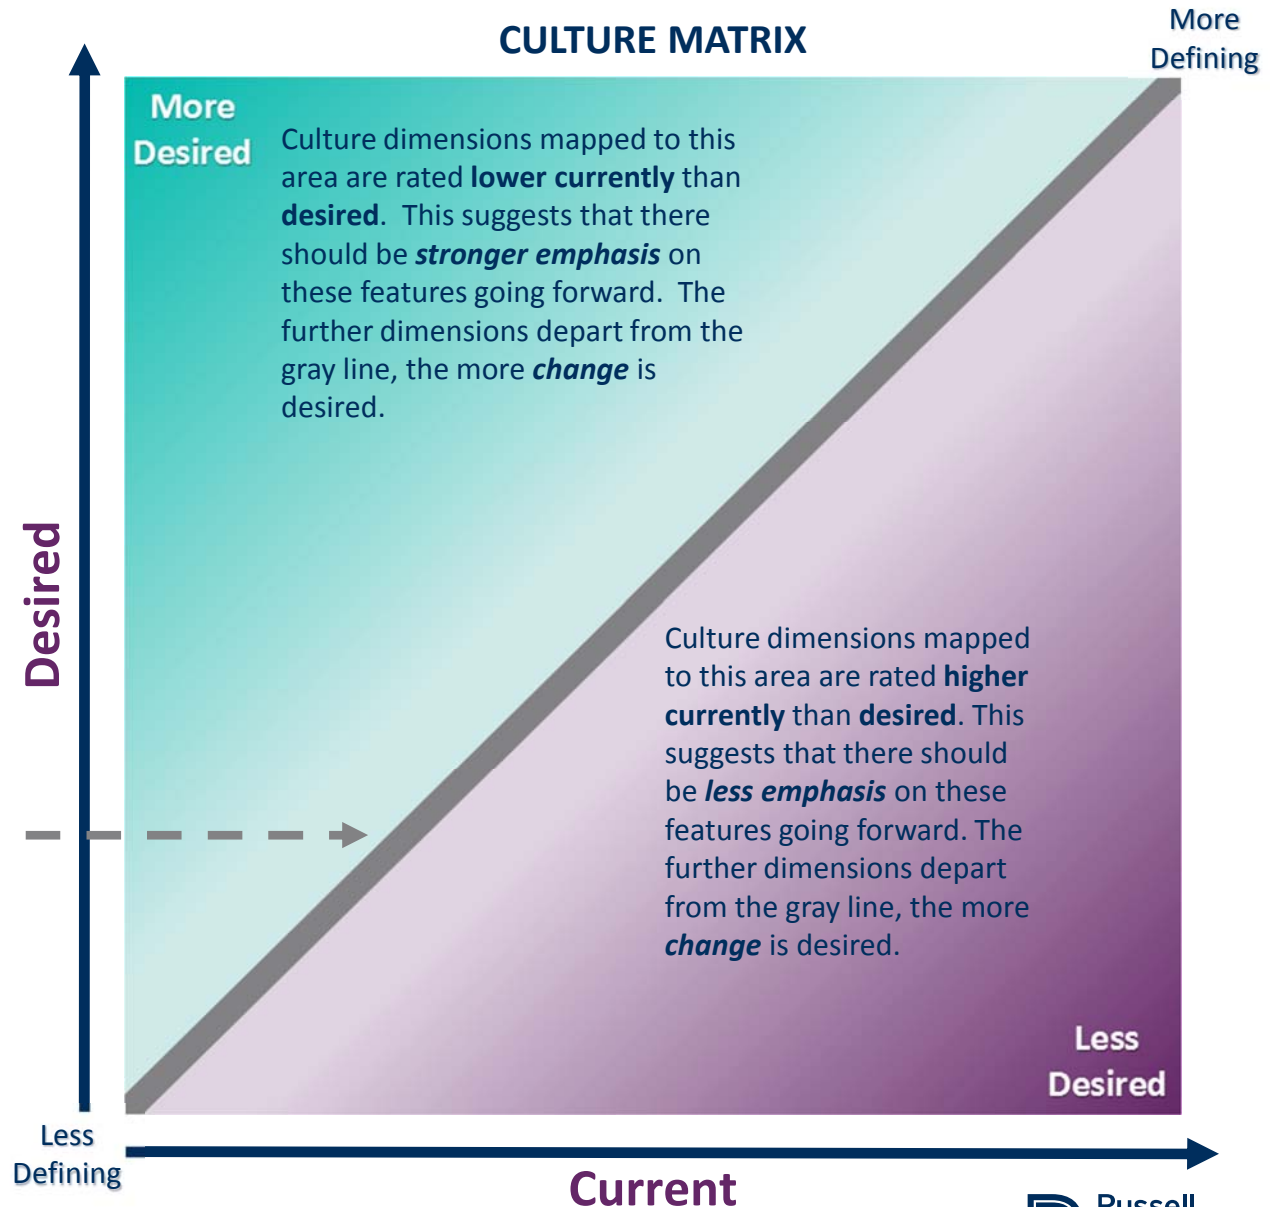 CULTURE MATRIX
More
Defining
More
Desired
Culture dimensions mapped to this
area are rated lower currently than
desired.  This suggests that there
should be stronger emphasis on
these features going forward.  The
further dimensions depart from the
gray line, the more change is
desired.
Desired
Culture dimensions mapped
to this area are rated higher
currently than desired. This
suggests that there should
be less emphasis on these
features going forward. The
further dimensions depart
from the gray line, the more
change is desired.
Less
Desired
Less
Defining
Current
Russell